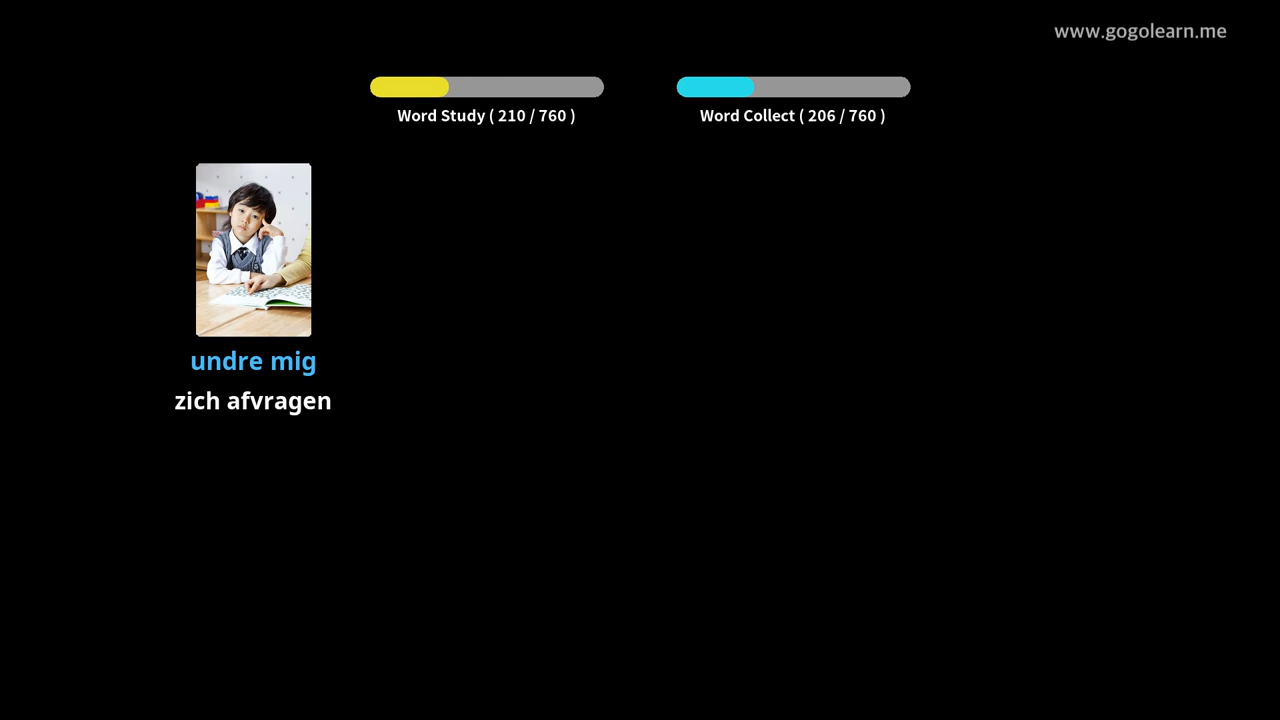 www.gogolearn.me
Word Study ( 210 / 760 )
Word Collect ( 206 / 760 )
undre mig
zich afvragen